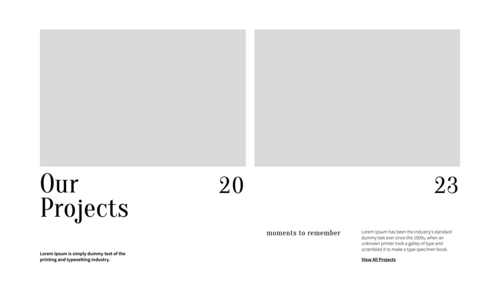 Our
Projects
20
23
moments to remember
Lorem Ipsum has been the industry's standard
dummy text ever since the 1500s, when an
unknown printer took a galley of type and
scrambled it to make a type specimen book.
View All Projects
Lorem Ipsum is simply dummy text of the
printing and typesetting industry.